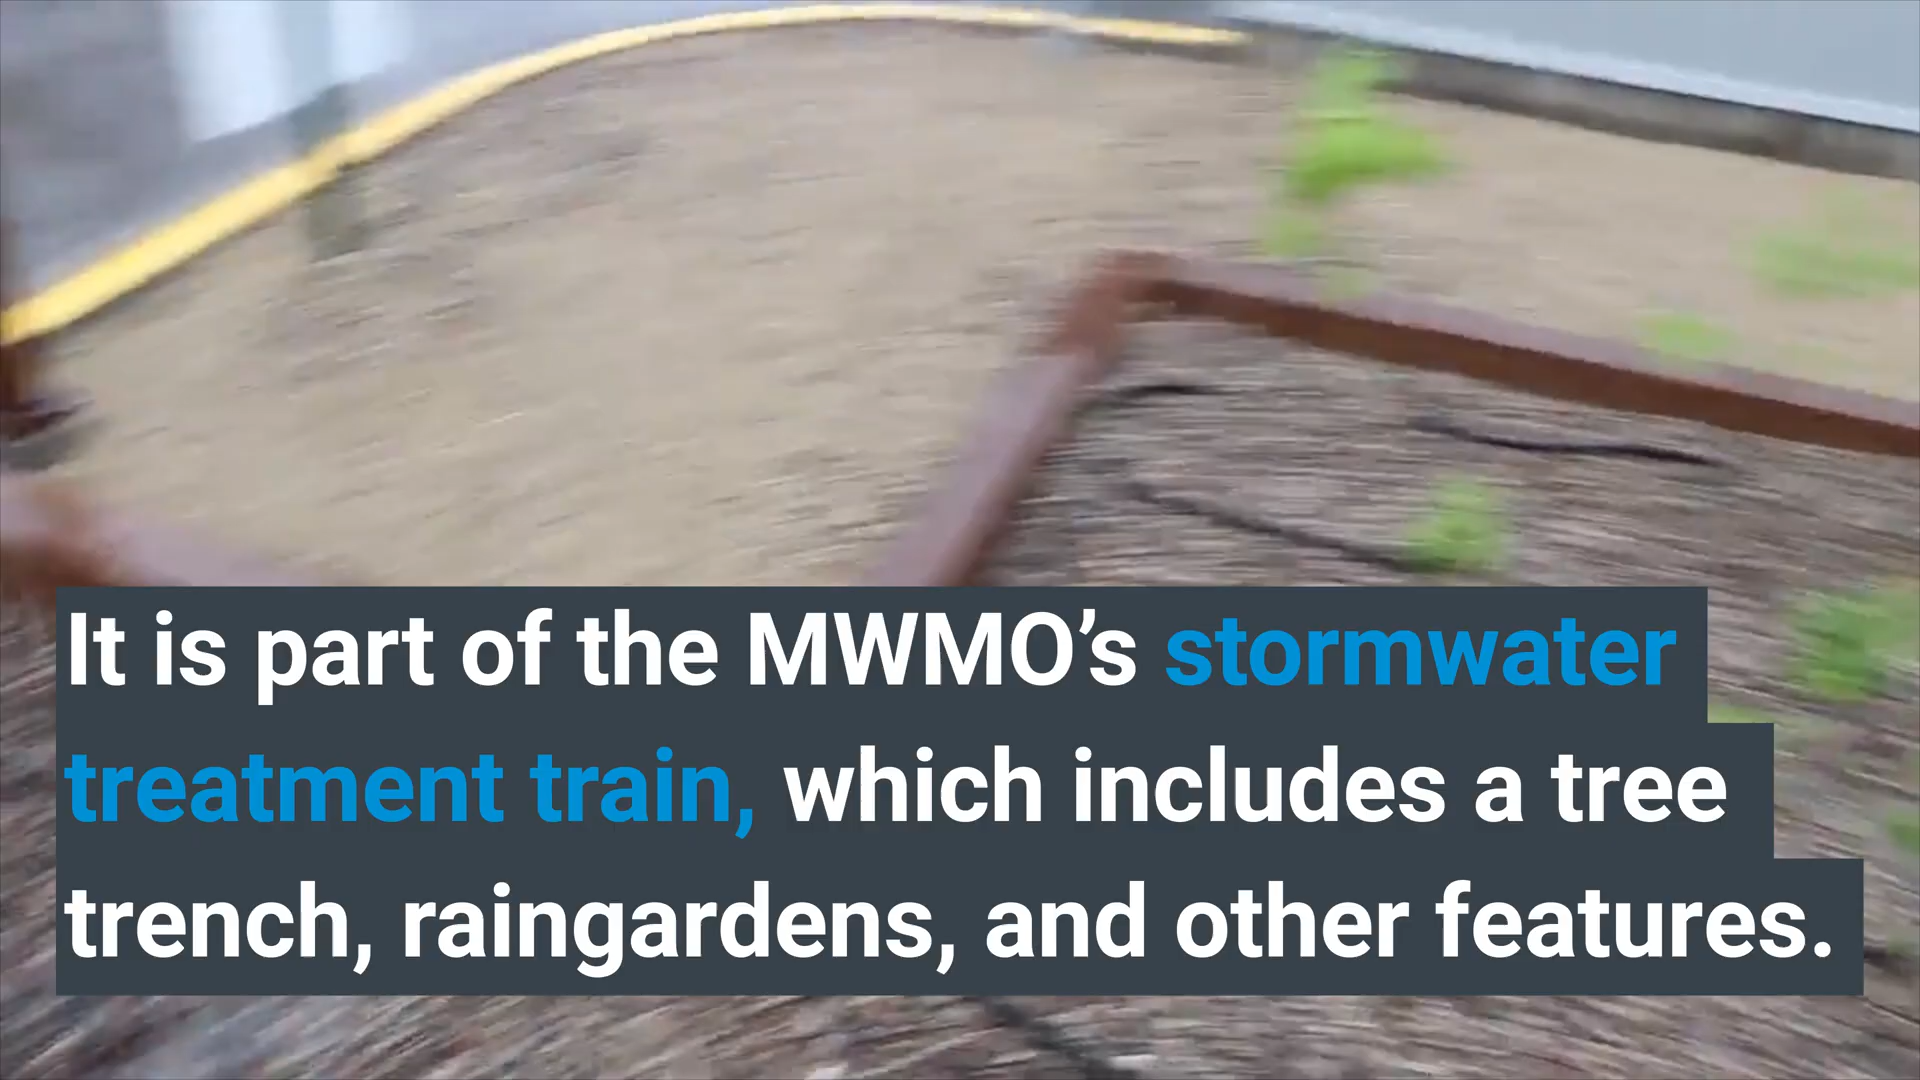 It is part of the MWMO’s stormwater
treatment train, which includes a tree
trench, raingardens, and other features.